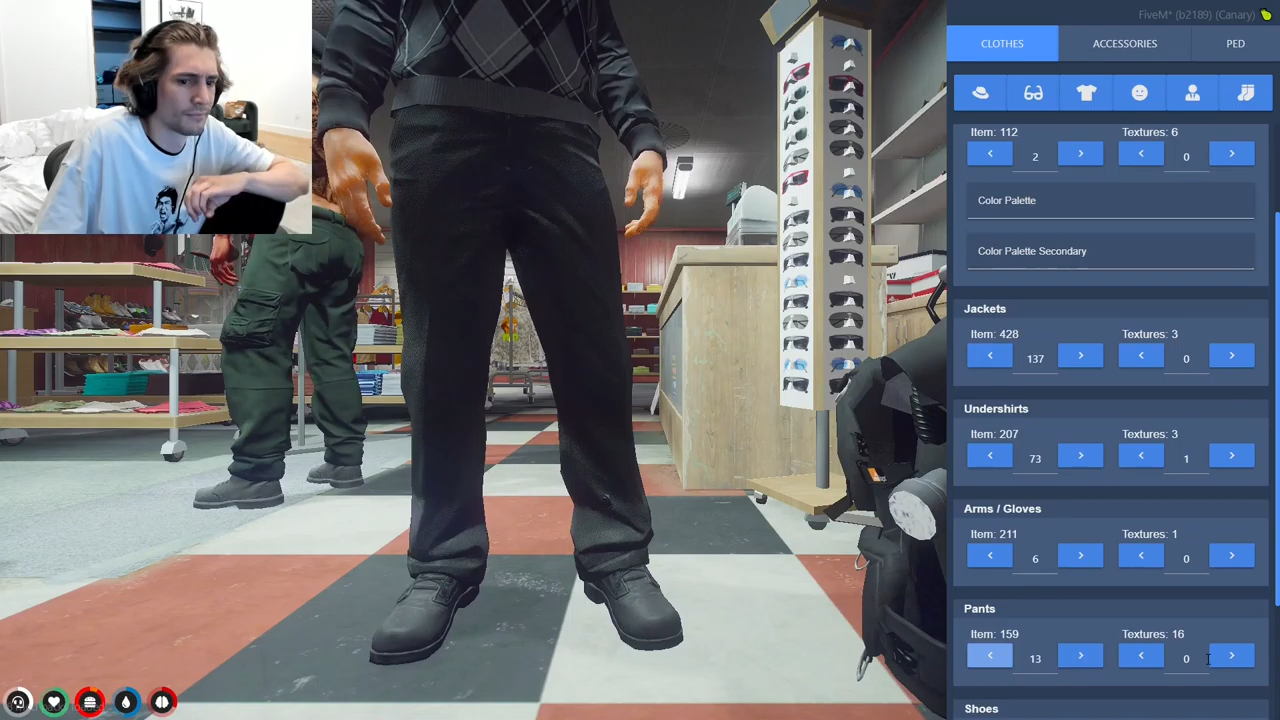 FiveM* (b2189) (Canary)
CLOTHES ACCESSORIES PED
Item: 112 Textures: 6
< 2 > < 0 >
Color Palette
Color Palette Secondary
Jackets
Item: 428 Textures: 3
< 137 > < 0 >
Undershirts
Item: 207 Textures: 3
< 73 > < 1 >
Arms / Gloves
Item: 211 Textures: 1
< 6 > < 0 >
Pants
Item: 159 Textures: 16
< 13 > < 0 >
Shoes